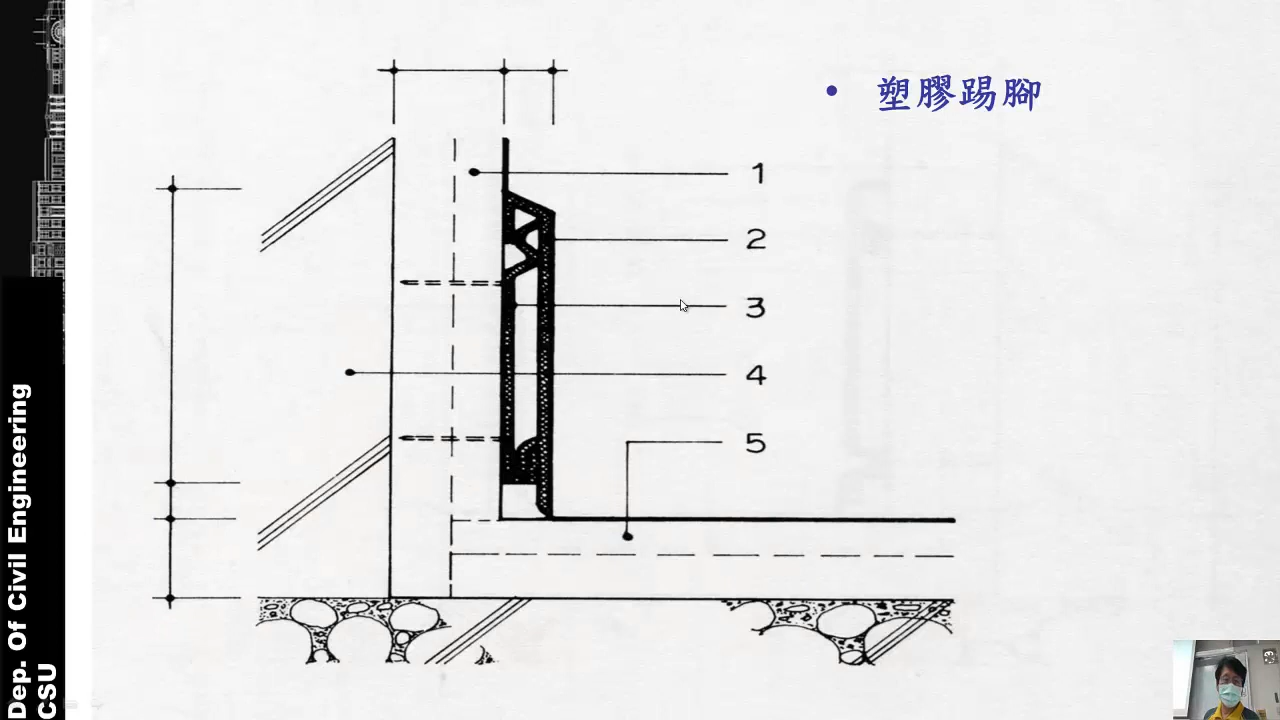 塑膠踢腳
1
2
3
4
5
Dep. Of Civil Engineering
CSU